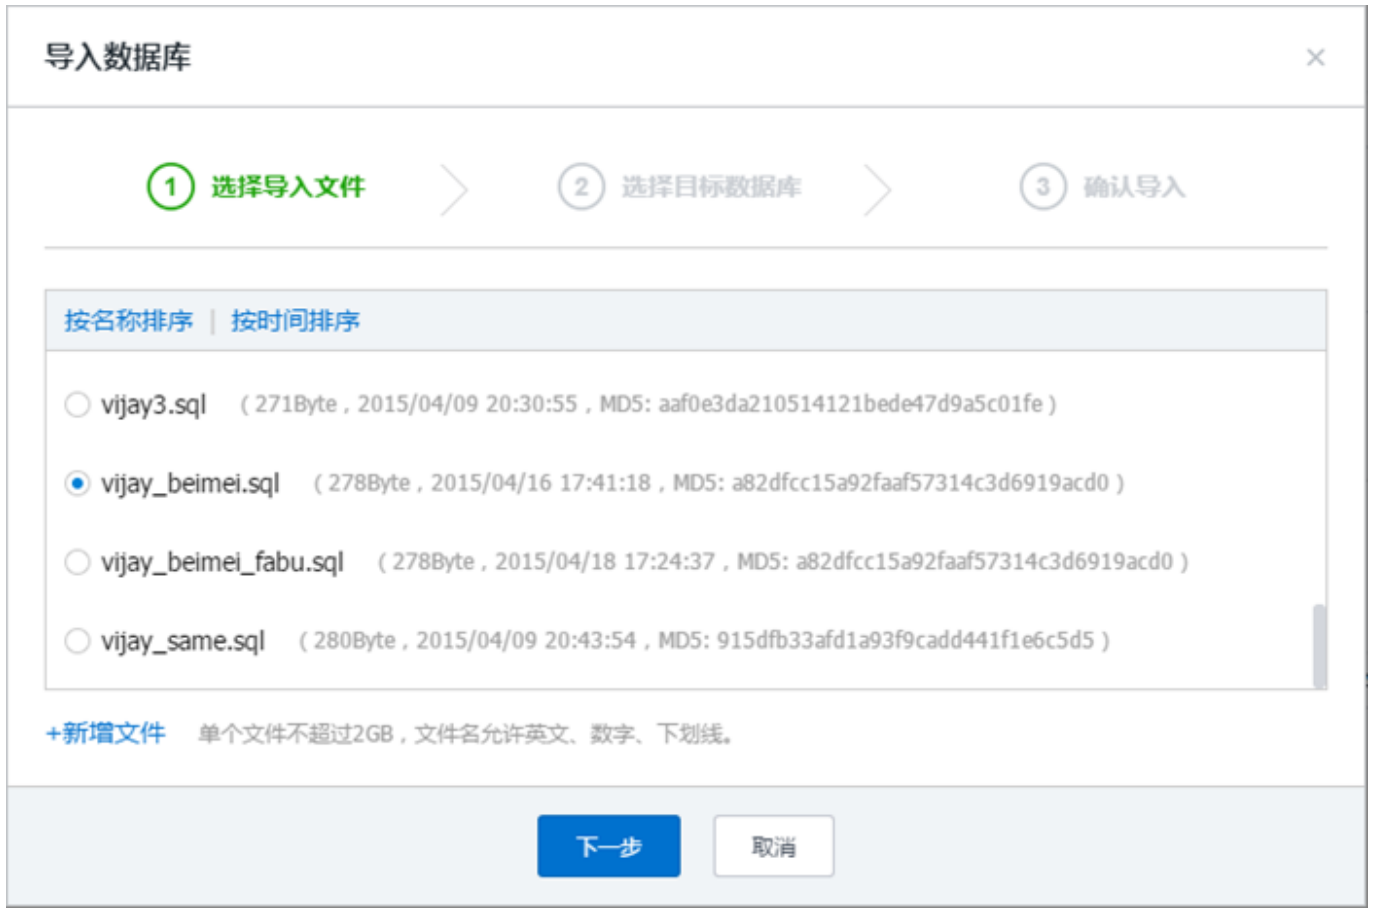 导入数据库 ×
1 选择导入文件 2 选择目标数据库 3 确认导入
按名称排序 | 按时间排序
vijay3.sql (271Byte , 2015/04/09 20:30:55 , MD5: aaf0e3da210514121bede47d9a5c01fe)
vijay_beimei.sql (278Byte , 2015/04/16 17:41:18 , MD5: a82dfcc15a92faaf57314c3d6919acd0)
vijay_beimei_fabu.sql (278Byte , 2015/04/18 17:24:37 , MD5: a82dfcc15a92faaf57314c3d6919acd0)
vijay_same.sql (280Byte , 2015/04/09 20:43:54 , MD5: 915dfb33afd1a93f9cadd441f1e6c5d5)
+新增文件 单个文件不超过2GB，文件名允许英文、数字、下划线。
下一步 取消